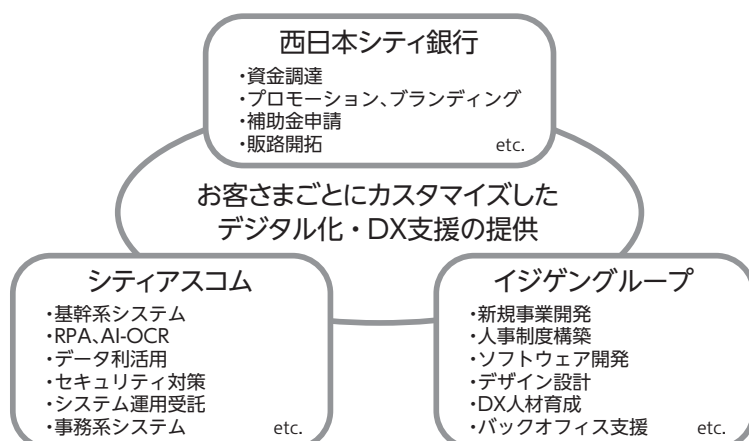 西日本シティ銀行
・資金調達
・プロモーション、ブランディング
・補助金申請
・販路開拓 etc.
お客さまごとにカスタマイズした
デジタル化・DX支援の提供
シティアスコム
・基幹系システム
・RPA、AI-OCR
・データ利活用
・セキュリティ対策
・システム運用受託
・事務系システム etc.
イジゲングループ
・新規事業開発
・人事制度構築
・ソフトウェア開発
・デザイン設計
・DX人材育成
・バックオフィス支援 etc.